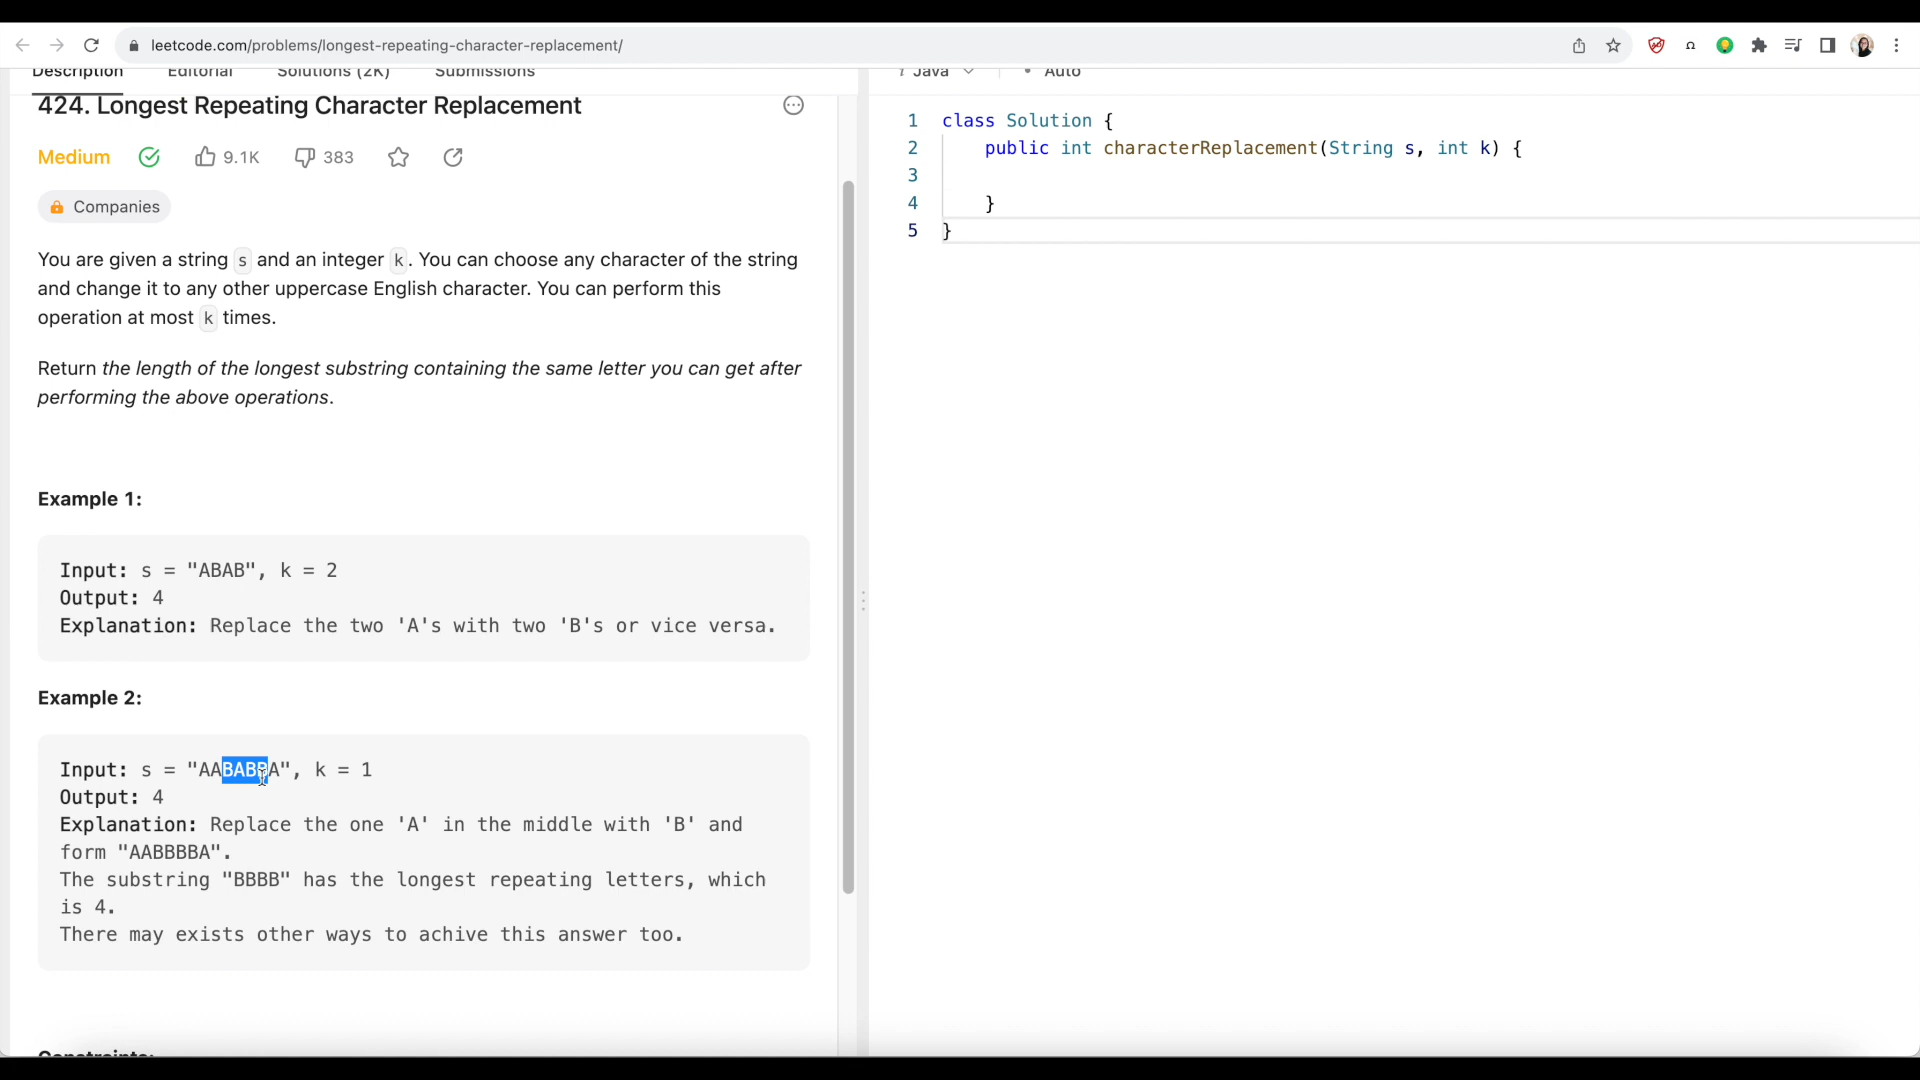 leetcode.com/problems/longest-repeating-character-replacement/
Description Editorial Solutions (2K) Submissions
424. Longest Repeating Character Replacement
Medium 9.1K 383
Companies
You are given a string s and an integer k. You can choose any character of the string
and change it to any other uppercase English character. You can perform this
operation at most k times.
Return the length of the longest substring containing the same letter you can get after
performing the above operations.
Example 1:
Input: s = "ABAB", k = 2
Output: 4
Explanation: Replace the two 'A's with two 'B's or vice versa.
Example 2:
Input: s = "AABABBA", k = 1
Output: 4
Explanation: Replace the one 'A' in the middle with 'B' and
form "AABBBBA".
The substring "BBBB" has the longest repeating letters, which
is 4.
There may exists other ways to achive this answer too.
Constraints:
i Java • Auto
1 class Solution {
2 public int characterReplacement(String s, int k) {
3
4 }
5 }